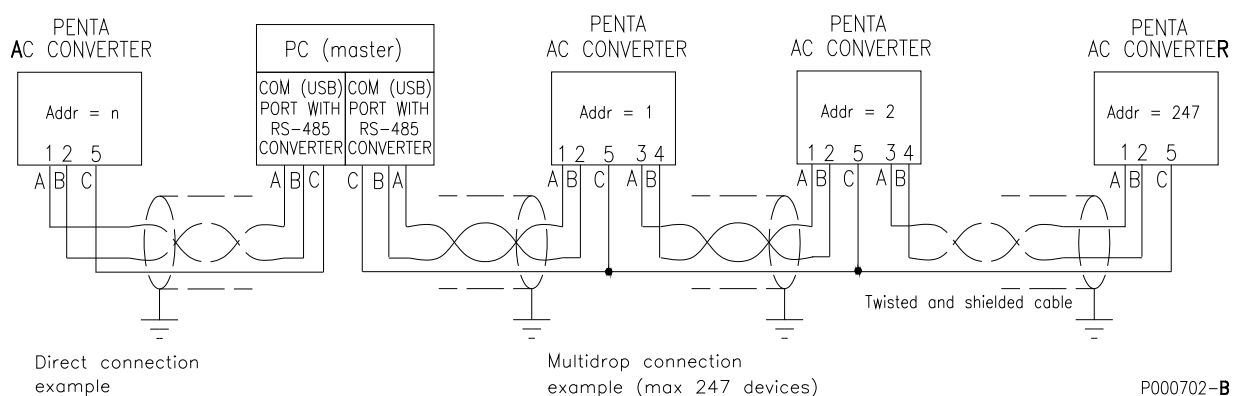 PENTA
AC CONVERTER
Addr = n
1 2 5
A B C
PC (master)
COM (USB)
PORT WITH
RS-485
CONVERTER
COM (USB)
PORT WITH
RS-485
CONVERTER
A B C
C B A
PENTA
AC CONVERTER
Addr = 1
1 2 5 3 4
A B C A B
PENTA
AC CONVERTER
Addr = 2
1 2 5 3 4
A B C A B
PENTA
AC CONVERTER
Addr = 247
1 2 5
A B C
Twisted and shielded cable
Direct connection
example
Multidrop connection
example (max 247 devices)
P000702-B